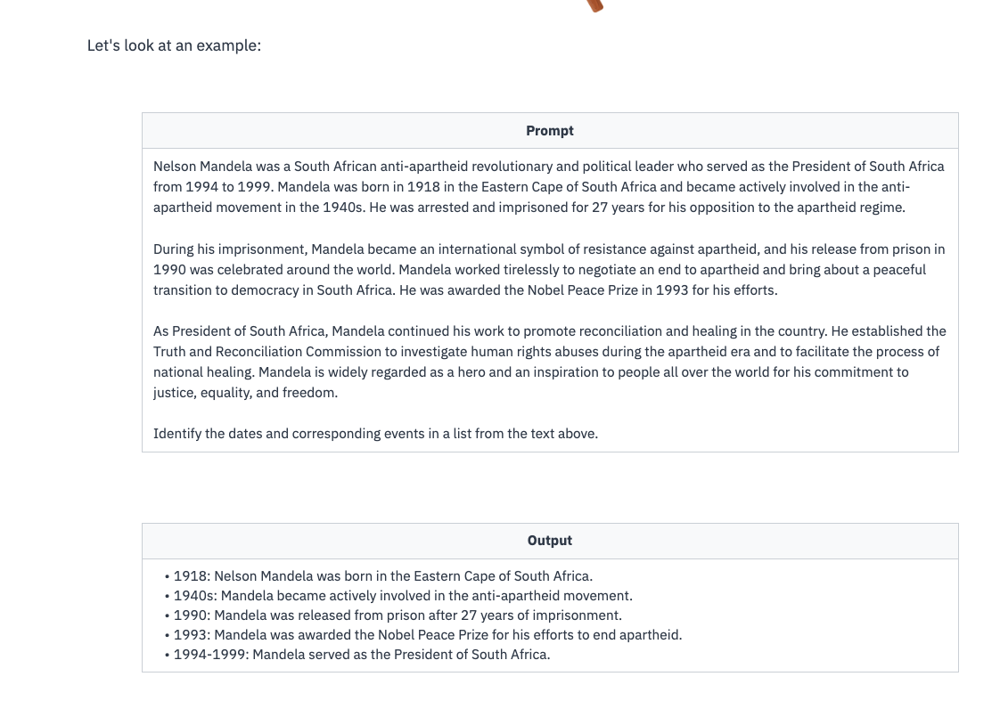 Let's look at an example:
Prompt
Nelson Mandela was a South African anti-apartheid revolutionary and political leader who served as the President of South Africa
from 1994 to 1999. Mandela was born in 1918 in the Eastern Cape of South Africa and became actively involved in the anti-
apartheid movement in the 1940s. He was arrested and imprisoned for 27 years for his opposition to the apartheid regime.
During his imprisonment, Mandela became an international symbol of resistance against apartheid, and his release from prison in
1990 was celebrated around the world. Mandela worked tirelessly to negotiate an end to apartheid and bring about a peaceful
transition to democracy in South Africa. He was awarded the Nobel Peace Prize in 1993 for his efforts.
As President of South Africa, Mandela continued his work to promote reconciliation and healing in the country. He established the
Truth and Reconciliation Commission to investigate human rights abuses during the apartheid era and to facilitate the process of
national healing. Mandela is widely regarded as a hero and an inspiration to people all over the world for his commitment to
justice, equality, and freedom.
Identify the dates and corresponding events in a list from the text above.
Output
• 1918: Nelson Mandela was born in the Eastern Cape of South Africa.
• 1940s: Mandela became actively involved in the anti-apartheid movement.
• 1990: Mandela was released from prison after 27 years of imprisonment.
• 1993: Mandela was awarded the Nobel Peace Prize for his efforts to end apartheid.
• 1994-1999: Mandela served as the President of South Africa.